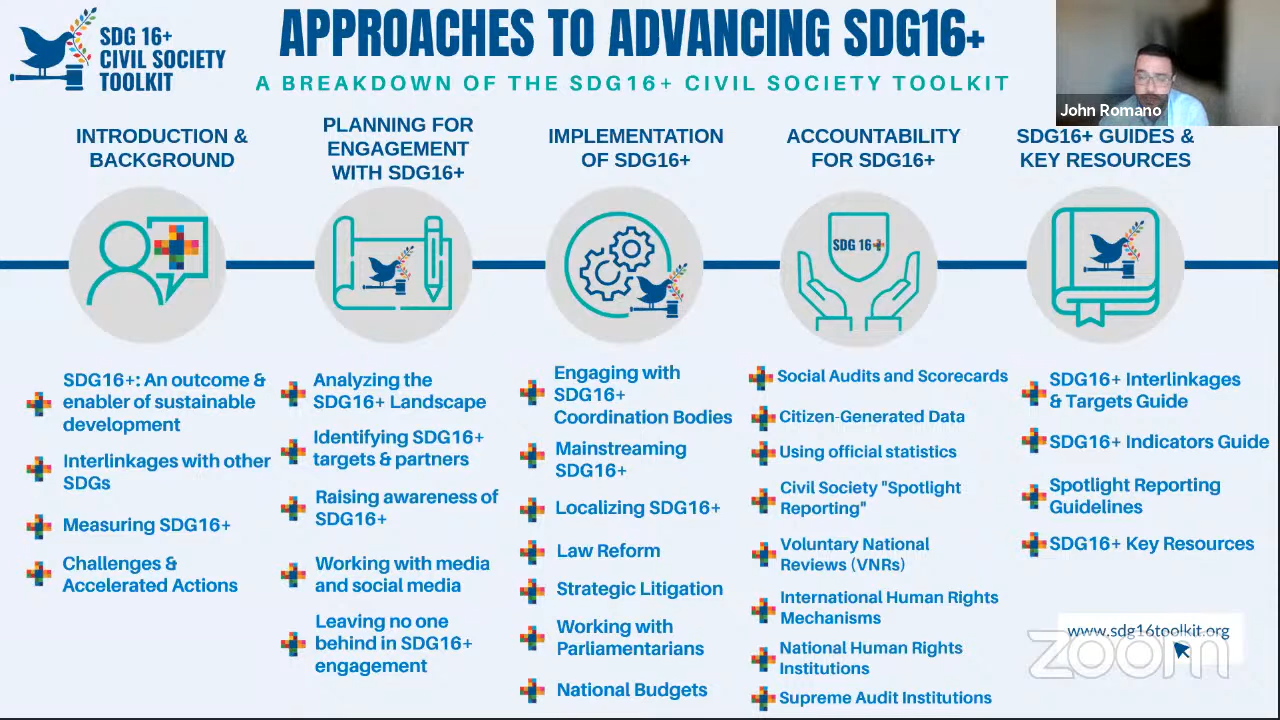 SDG 16+
CIVIL SOCIETY
TOOLKIT
APPROACHES TO ADVANCING SDG16+
A BREAKDOWN OF THE SDG16+ CIVIL SOCIETY TOOLKIT
John Romano
INTRODUCTION &
BACKGROUND
SDG16+: An outcome &
enabler of sustainable
development
Interlinkages with other
SDGs
Measuring SDG16+
Challenges &
Accelerated Actions
PLANNING FOR
ENGAGEMENT
WITH SDG16+
Analyzing the
SDG16+ Landscape
Identifying SDG16+
targets & partners
Raising awareness of
SDG16+
Working with media
and social media
Leaving no one
behind in SDG16+
engagement
IMPLEMENTATION
OF SDG16+
Engaging with
SDG16+
Coordination Bodies
Mainstreaming
SDG16+
Localizing SDG16+
Law Reform
Strategic Litigation
Working with
Parliamentarians
National Budgets
ACCOUNTABILITY
FOR SDG16+
SDG 16+
Social Audits and Scorecards
Citizen-Generated Data
Using official statistics
Civil Society "Spotlight
Reporting"
Voluntary National
Reviews (VNRs)
International Human Rights
Mechanisms
National Human Rights
Institutions
Supreme Audit Institutions
SDG16+ GUIDES &
KEY RESOURCES
SDG16+ Interlinkages
& Targets Guide
SDG16+ Indicators Guide
Spotlight Reporting
Guidelines
SDG16+ Key Resources
www.sdg16toolkit.org
zoom